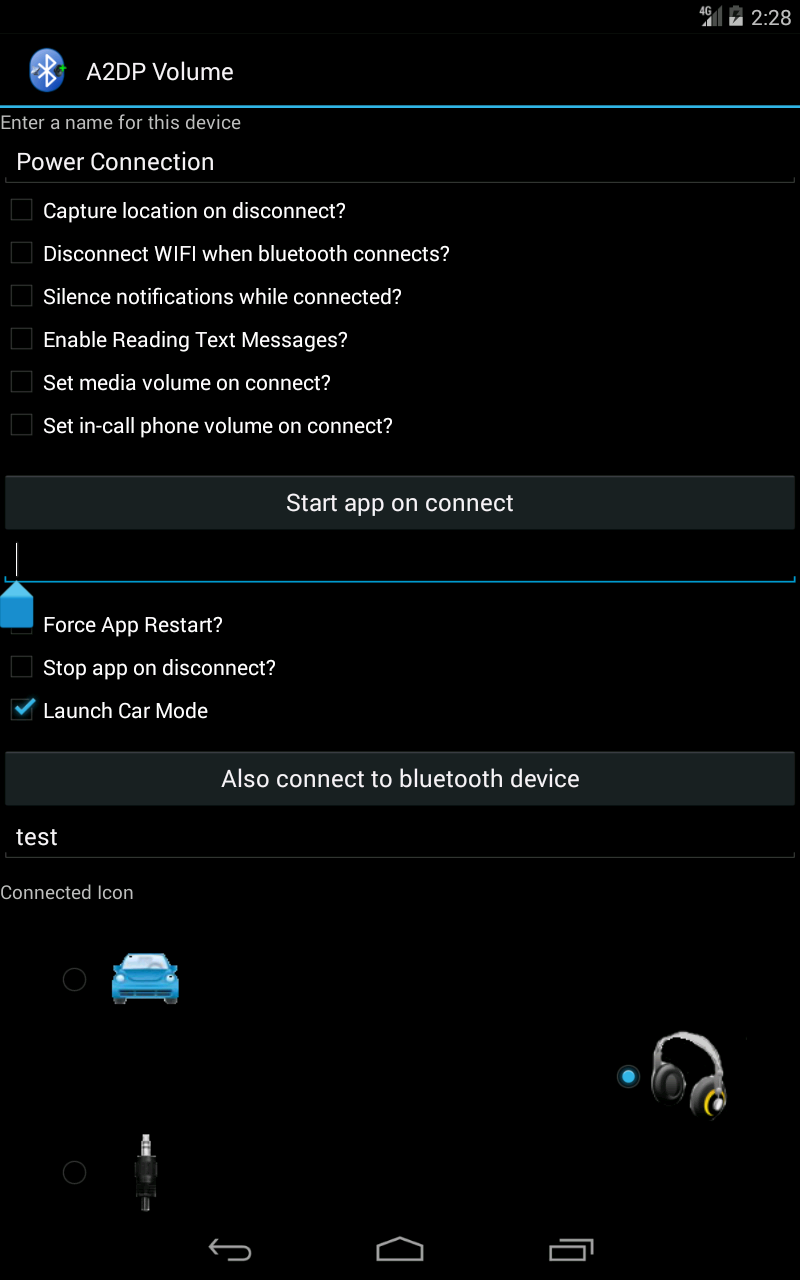 4G 2:28
A2DP Volume
Enter a name for this device
Power Connection
Capture location on disconnect?
Disconnect WIFI when bluetooth connects?
Silence notifications while connected?
Enable Reading Text Messages?
Set media volume on connect?
Set in-call phone volume on connect?
Start app on connect
Force App Restart?
Stop app on disconnect?
Launch Car Mode
Also connect to bluetooth device
test
Connected Icon